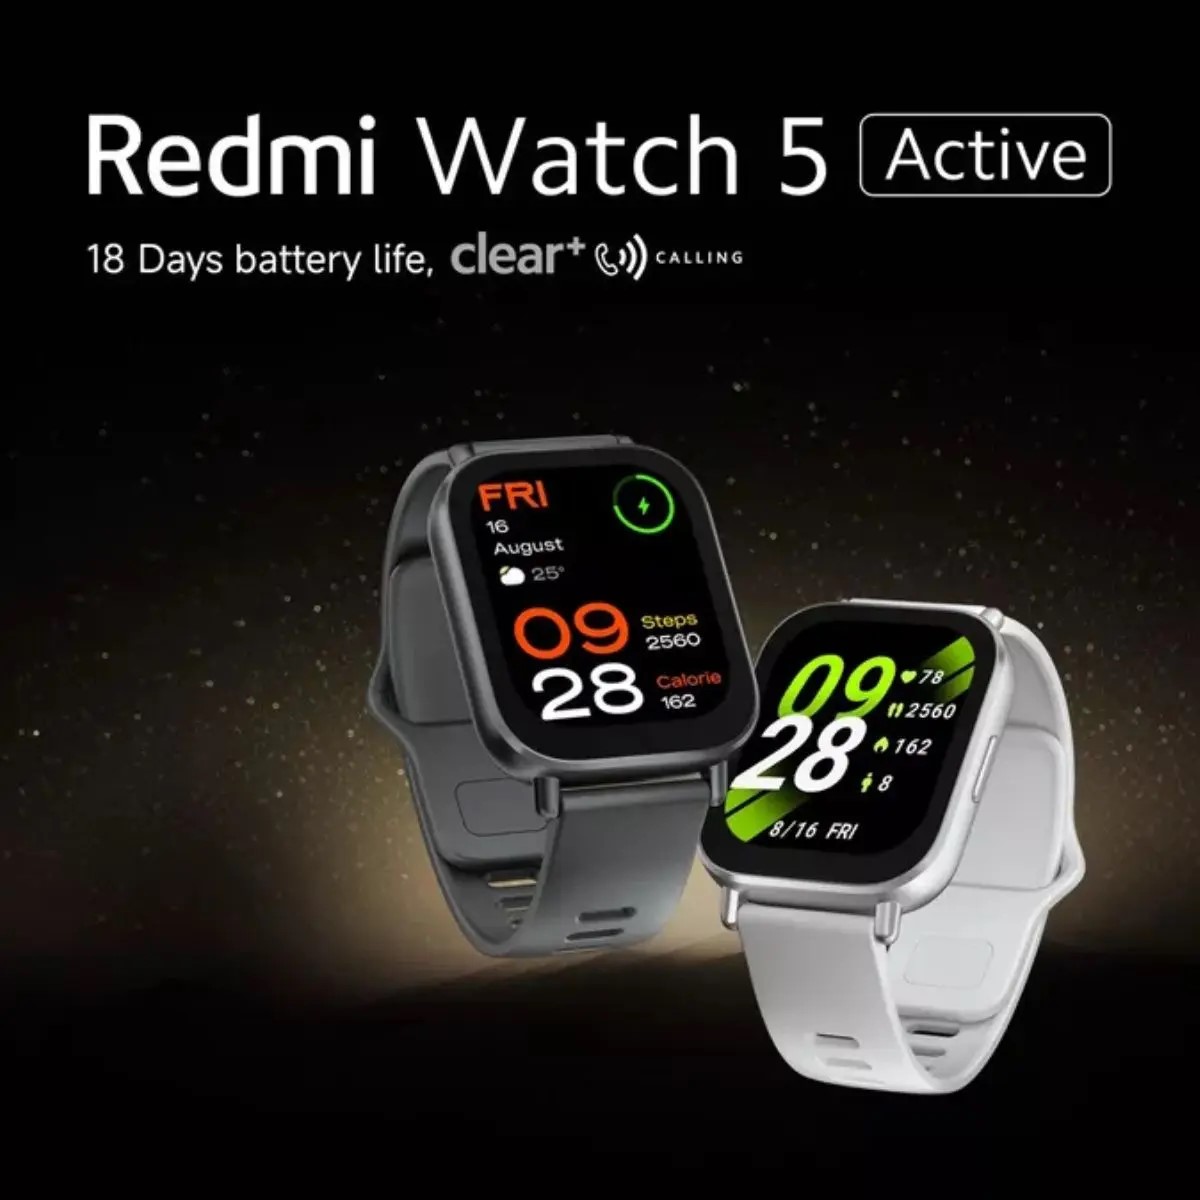 Redmi Watch 5 Active
18 Days battery life, clear+ CALLING
FRI
16
August
25°
09
28
Steps
2560
Calorie
162
09
28
78
2560
162
8
8/16 FRI